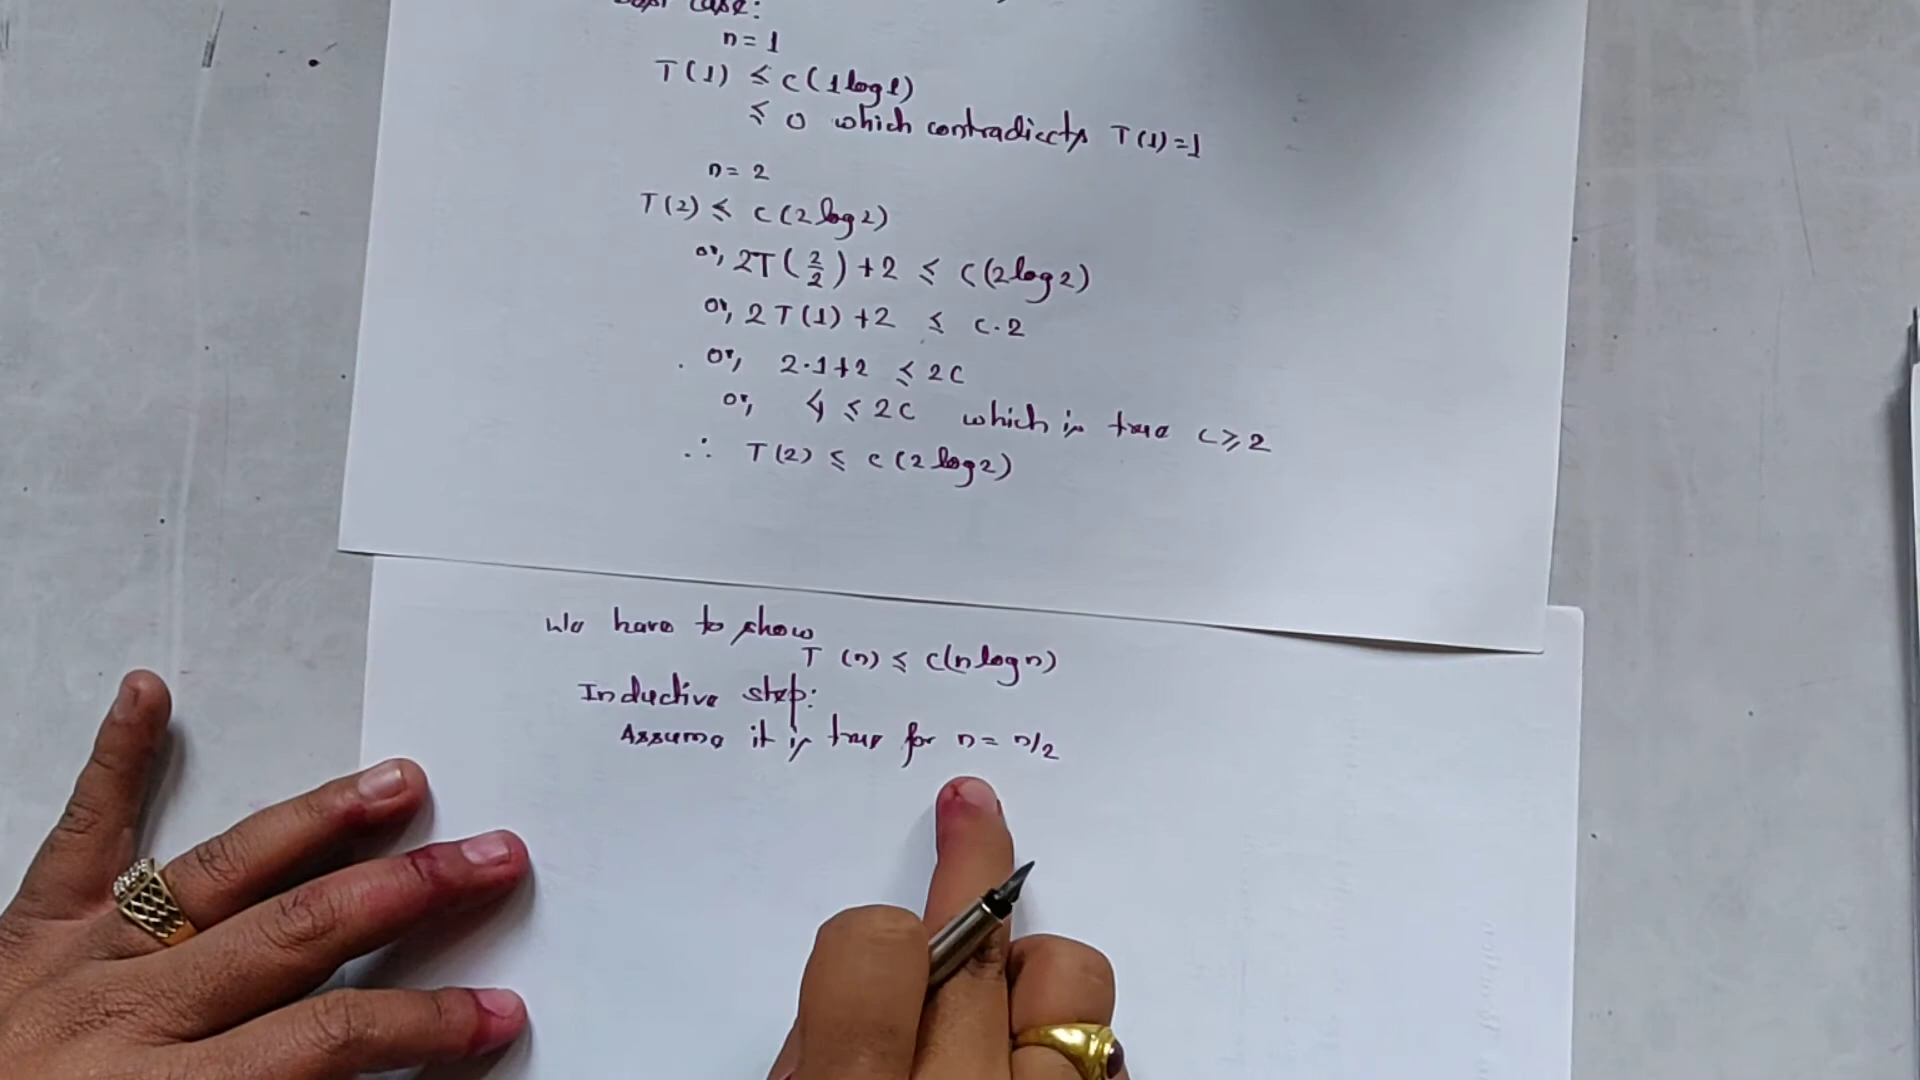 Base case:
n = 1
T(1) ≤ c(1log1)
≤ 0 which contradicts T(1)=1
n = 2
T(2) ≤ c(2log2)
or, 2T(2/2)+2 ≤ c(2log2)
or, 2T(1)+2 ≤ c.2
or, 2.1+2 ≤ 2c
or, 4 ≤ 2c which is true c≥2
∴ T(2) ≤ c(2log2)
We have to show
T(n) ≤ c(nlogn)
Inductive step:
Assume it is true for n = n/2